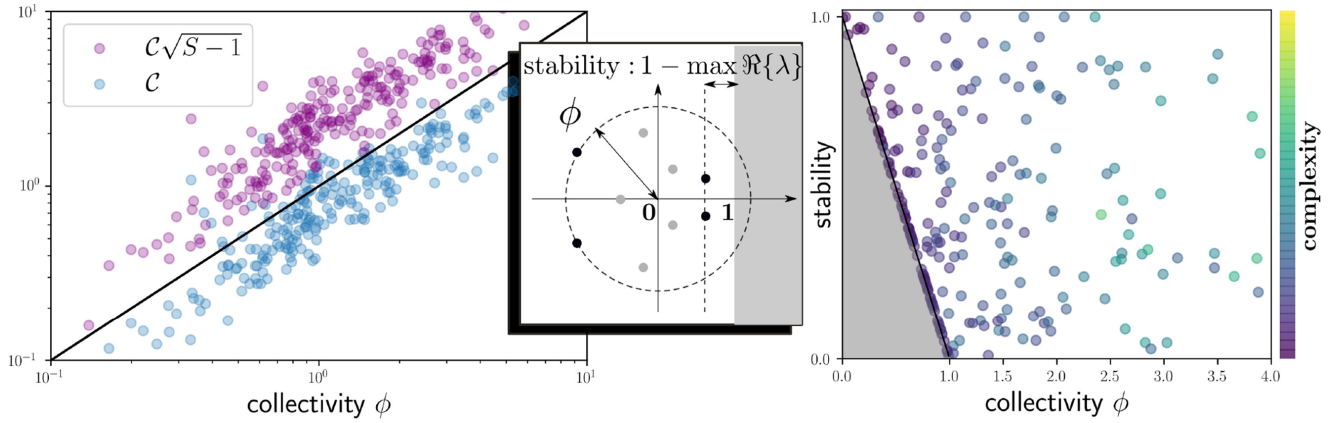 10¹
10⁰
10⁻¹
𝒞√S − 1
𝒞
10⁻¹
10⁰
10¹
collectivity ϕ
stability : 1 − max ℜ{λ}
ϕ
0
1
stability
1.0
0.0
0.0
1.0
1.5
2.0
2.5
3.0
3.5
4.0
collectivity ϕ
complexity